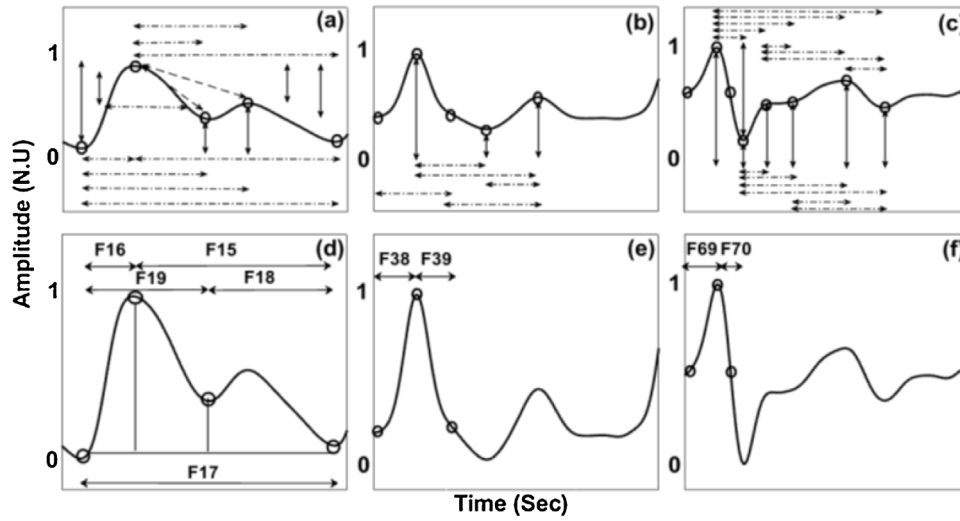 (a)
(b)
(c)
1
1
1
0
0
0
Amplitude (N.U)
(d)
(e)
(f)
F16
F15
F19
F18
F38
F39
F69
F70
1
1
1
0
0
0
F17
Time (Sec)